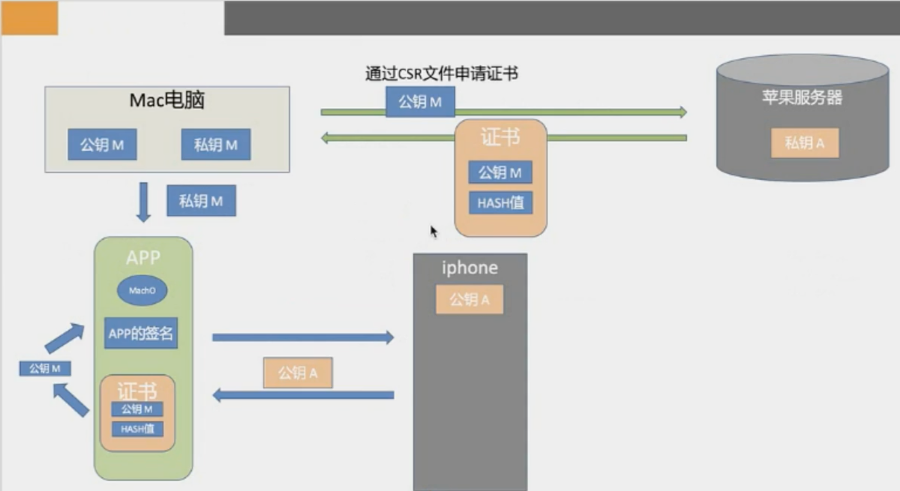 通过CSR文件申请证书
Mac电脑
公钥 M
苹果服务器
公钥 M
私钥 M
证书
私钥 A
公钥 M
私钥 M
HASH值
APP
iphone
MachO
公钥 A
APP的签名
公钥 M
公钥 A
证书
公钥 M
HASH值